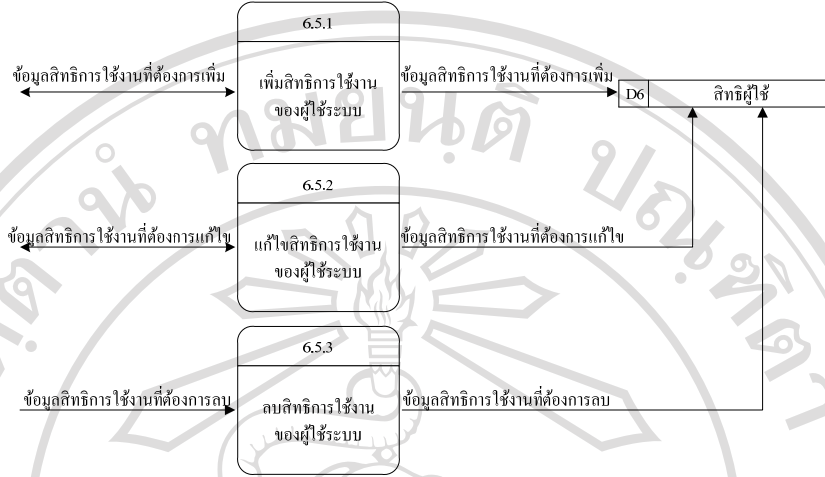 6.5.1
ข้อมูลสิทธิการใช้งานที่ต้องการเพิ่ม
เพิ่มสิทธิการใช้งาน
ของผู้ใช้ระบบ
ข้อมูลสิทธิการใช้งานที่ต้องการเพิ่ม
D6
สิทธิผู้ใช้
6.5.2
ข้อมูลสิทธิการใช้งานที่ต้องการแก้ไข
แก้ไขสิทธิการใช้งาน
ของผู้ใช้ระบบ
ข้อมูลสิทธิการใช้งานที่ต้องการแก้ไข
6.5.3
ข้อมูลสิทธิการใช้งานที่ต้องการลบ
ลบสิทธิการใช้งาน
ของผู้ใช้ระบบ
ข้อมูลสิทธิการใช้งานที่ต้องการลบ